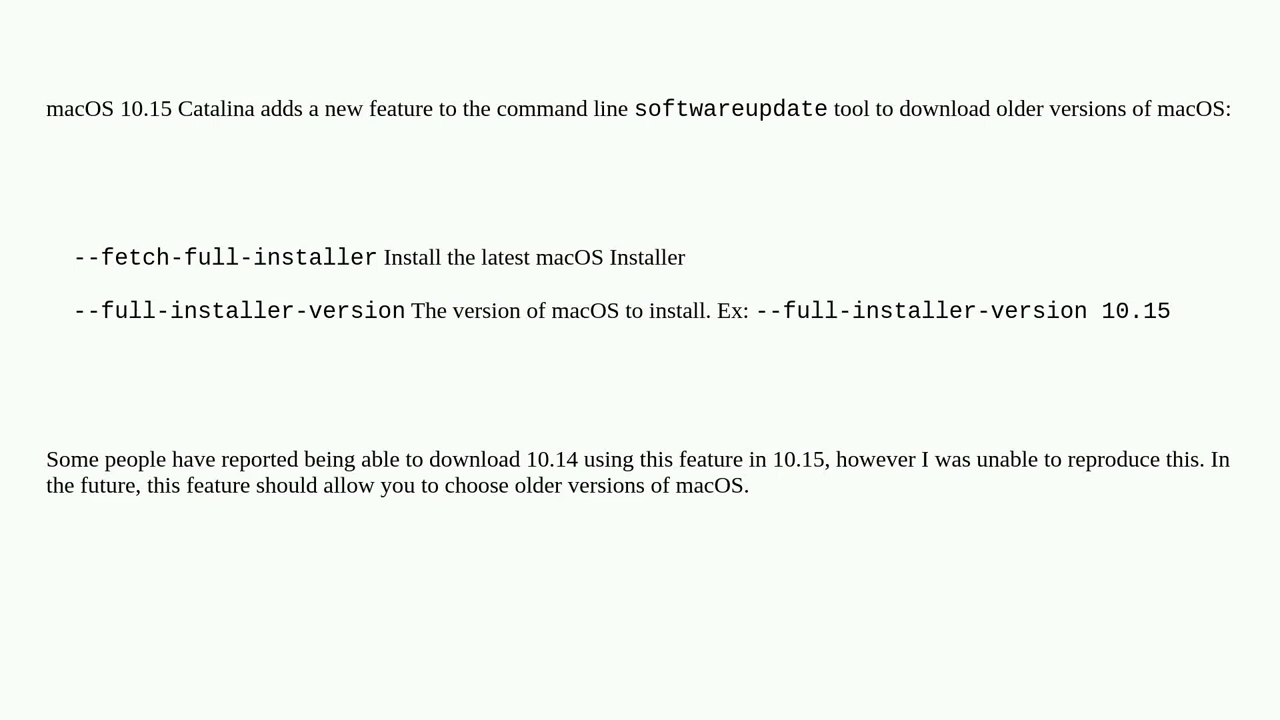 macOS 10.15 Catalina adds a new feature to the command line softwareupdate tool to download older versions of macOS:
--fetch-full-installer Install the latest macOS Installer
--full-installer-version The version of macOS to install. Ex: --full-installer-version 10.15
Some people have reported being able to download 10.14 using this feature in 10.15, however I was unable to reproduce this. In
the future, this feature should allow you to choose older versions of macOS.